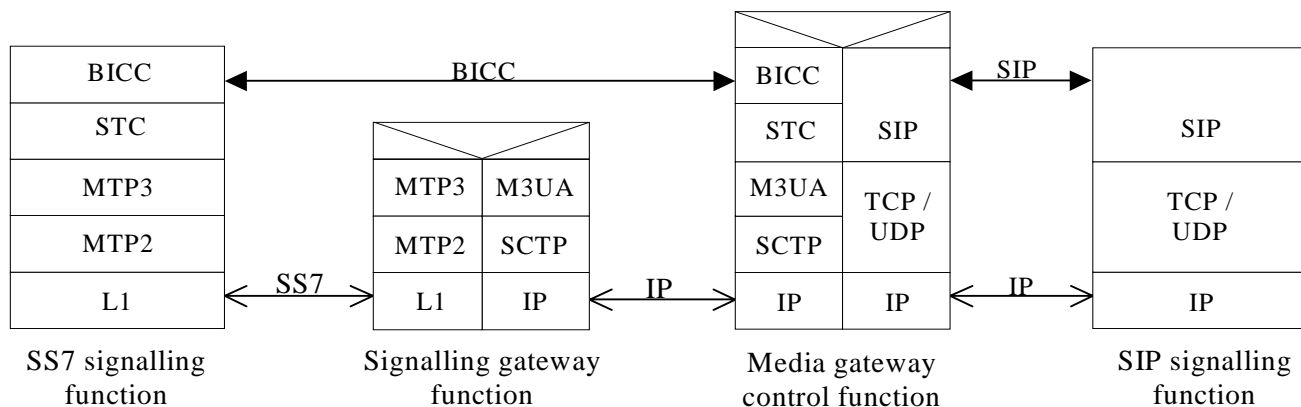 BICC
STC
MTP3
MTP2
L1
SS7 signalling
function
BICC
SS7
MTP3
M3UA
MTP2
SCTP
L1
IP
Signalling gateway
function
IP
BICC
STC
SIP
M3UA
TCP /
UDP
SCTP
IP
IP
Media gateway
control function
SIP
IP
SIP
TCP /
UDP
IP
SIP signalling
function